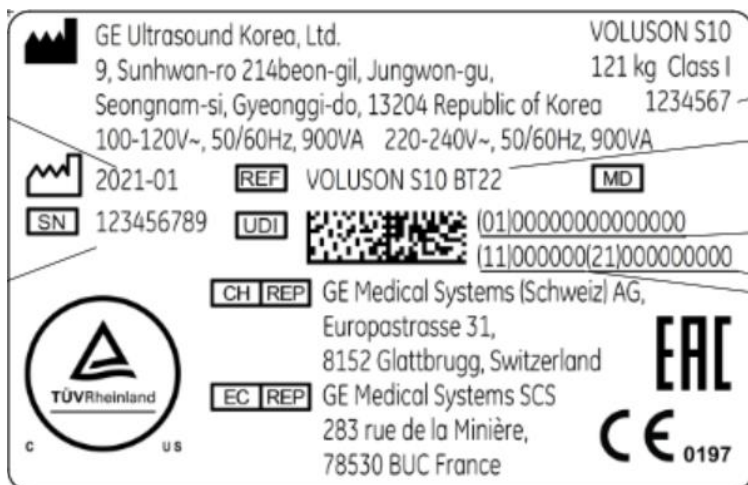 GE Ultrasound Korea, Ltd.
VOLUSON S10
9, Sunhwan-ro 214beon-gil, Jungwon-gu,
121 kg Class I
Seongnam-si, Gyeonggi-do, 13204 Republic of Korea
1234567
100-120V~, 50/60Hz, 900VA 220-240V~, 50/60Hz, 900VA
2021-01
REF VOLUSON S10 BT22
MD
SN 123456789
UDI
(01)00000000000000
(11)000000(21)000000000
CH REP GE Medical Systems (Schweiz) AG,
Europastrasse 31,
8152 Glattbrugg, Switzerland
EC REP GE Medical Systems SCS
283 rue de la Minière,
78530 BUC France
TÜVRheinland
C US
EAC
CE 0197